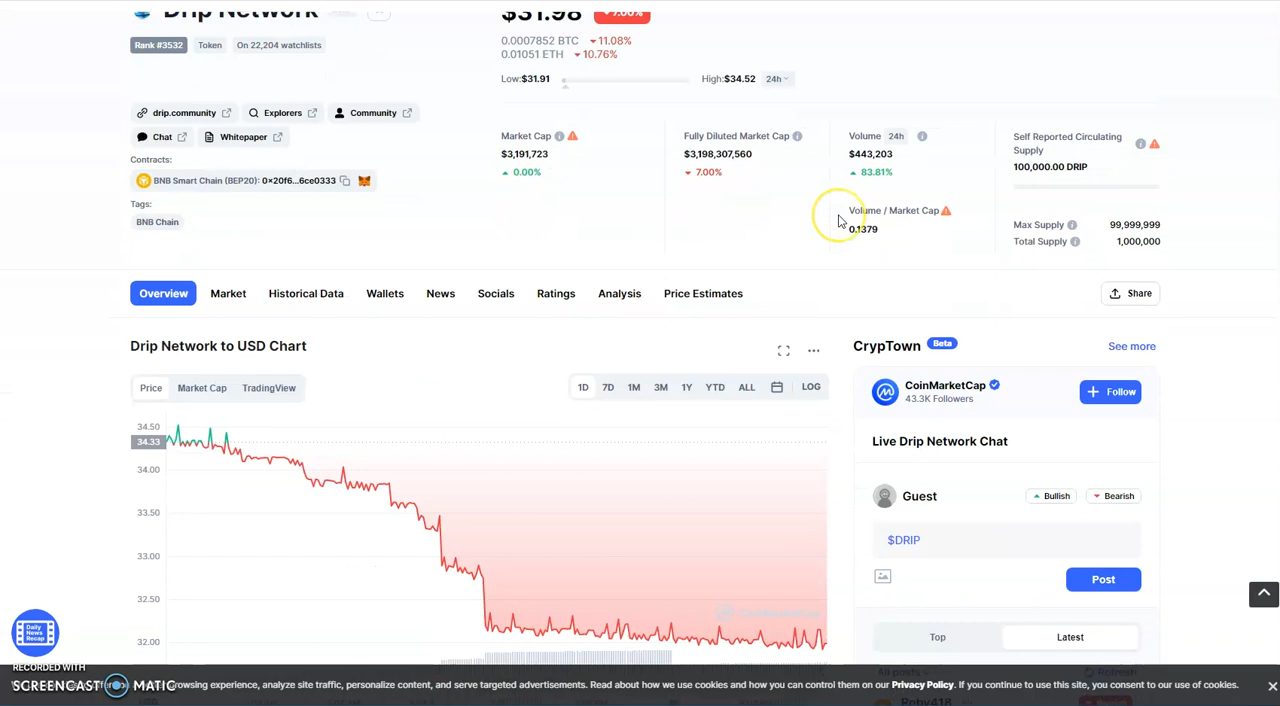 Drip Network
$31.98 7.00%
Rank #3532 Token On 22,204 watchlists
0.0007852 BTC 11.08%
0.01051 ETH 10.76%
Low:$31.91 High:$34.52 24h
drip.community Explorers Community
Chat Whitepaper
Contracts:
BNB Smart Chain (BEP20): 0x20f6...6ce0333
Tags:
BNB Chain
Market Cap
$3,191,723
0.00%
Fully Diluted Market Cap
$3,198,307,560
7.00%
Volume 24h
$443,203
83.81%
Volume / Market Cap
0.1379
Self Reported Circulating
Supply
100,000.00 DRIP
Max Supply 99,999,999
Total Supply 1,000,000
Overview Market Historical Data Wallets News Socials Ratings Analysis Price Estimates Share
Drip Network to USD Chart
Price Market Cap TradingView
1D 7D 1M 3M 1Y YTD ALL LOG
34.50
34.33
34.00
33.50
33.00
32.50
32.00
CoinMarketCap
CrypTown Beta See more
CoinMarketCap
43.3K Followers
Follow
Live Drip Network Chat
Guest Bullish Bearish
$DRIP
Post
Top Latest
Refresh
Roby418
Daily
News
Recap
RECORDED WITH
SCREENCAST MATIC
rowsing experience, analyze site traffic, personalize content, and serve targeted advertisements. Read about how we use cookies and how you can control them on our Privacy Policy. If you continue to use this site, you consent to our use of cookies.